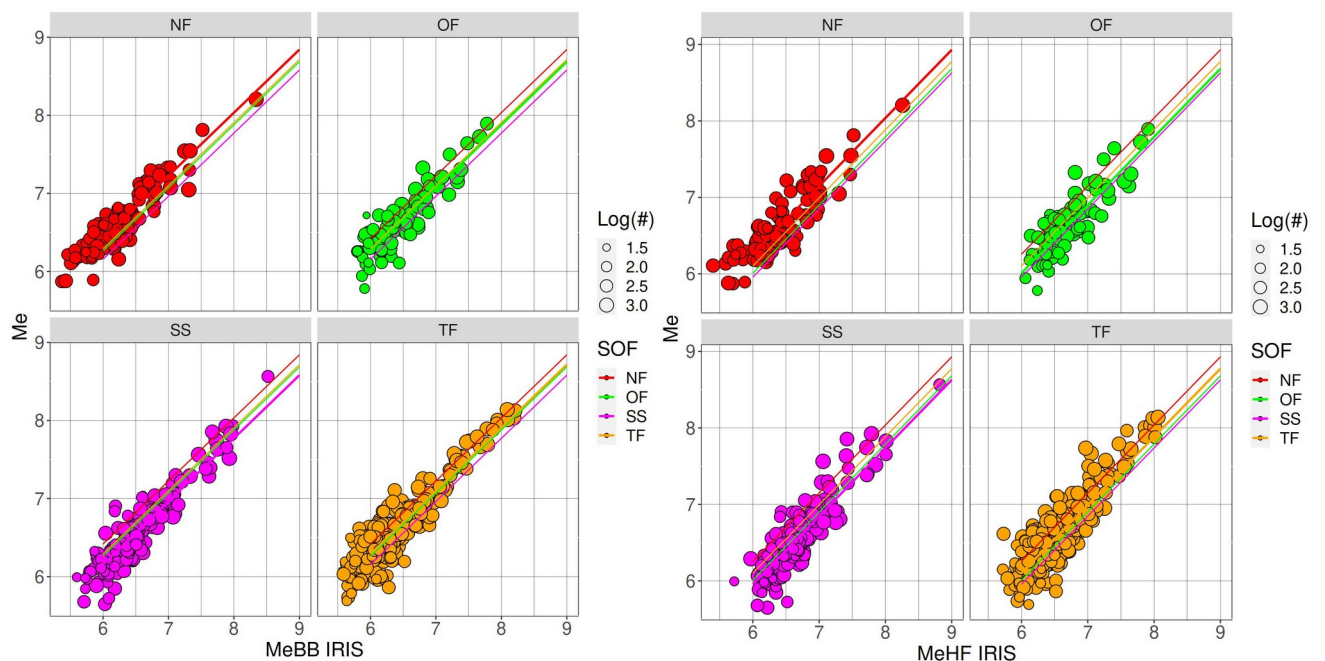 NF OF
9
8
7
6
SS TF
9
8
7
6
6 7 8 9 6 7 8 9
MeBB IRIS
Me
Log(#)
1.5
2.0
2.5
3.0
SOF
NF
OF
SS
TF
NF OF
9
8
7
6
SS TF
9
8
7
6
6 7 8 9 6 7 8 9
MeHF IRIS
Me
Log(#)
1.5
2.0
2.5
3.0
SOF
NF
OF
SS
TF